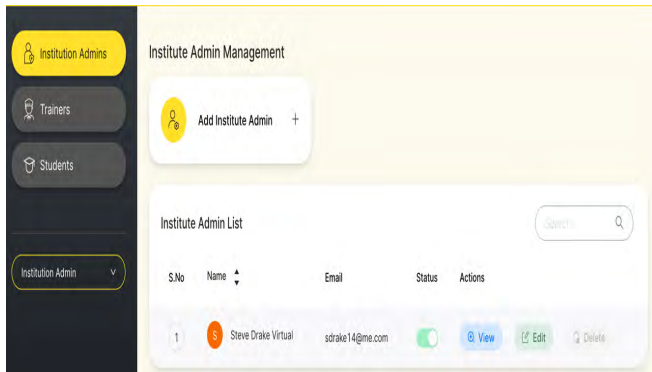 Institution Admins
Trainers
Students
Institution Admin
Institute Admin Management
Add Institute Admin +
Institute Admin List
Search
S.No Name Email Status Actions
1 S Steve Drake Virtual sdrake14@me.com View Edit Delete